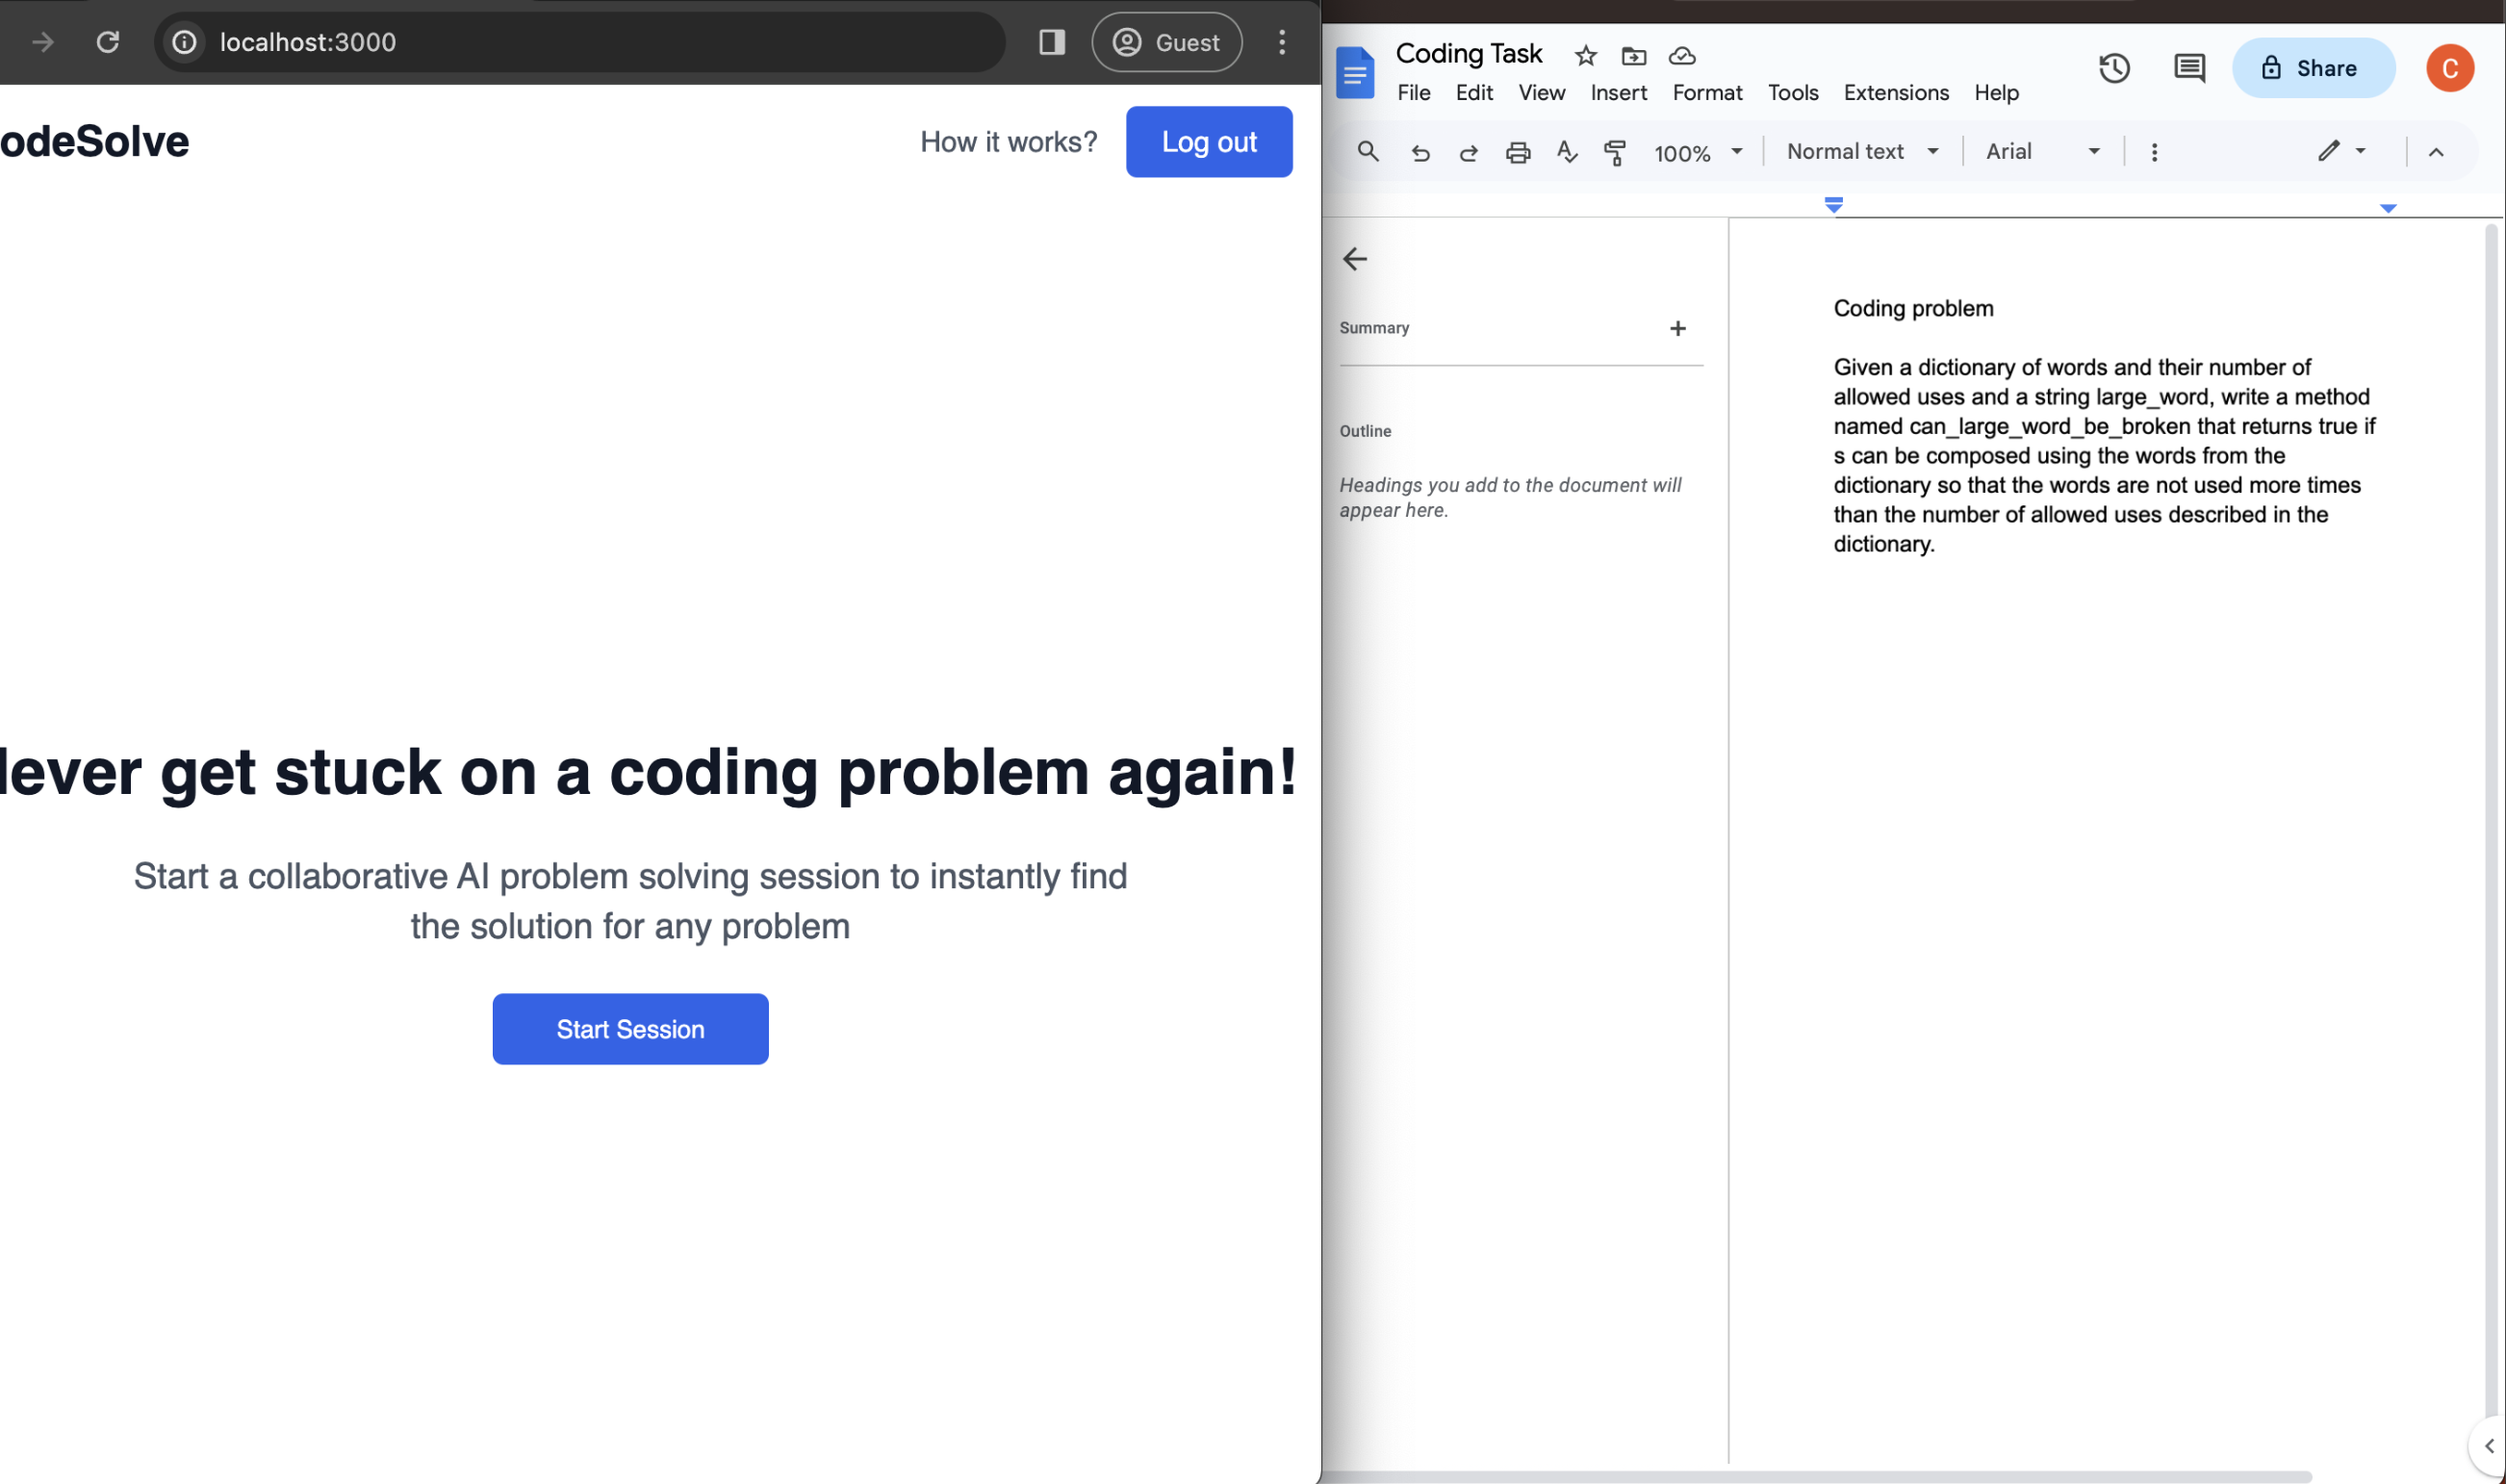 localhost:3000
Guest
odeSolve
How it works?
Log out
lever get stuck on a coding problem again!
Start a collaborative AI problem solving session to instantly find
the solution for any problem
Start Session
Coding Task
File Edit View Insert Format Tools Extensions Help
Share
C
100%
Normal text
Arial
Summary
Outline
Headings you add to the document will
appear here.
Coding problem
Given a dictionary of words and their number of
allowed uses and a string large_word, write a method
named can_large_word_be_broken that returns true if
s can be composed using the words from the
dictionary so that the words are not used more times
than the number of allowed uses described in the
dictionary.